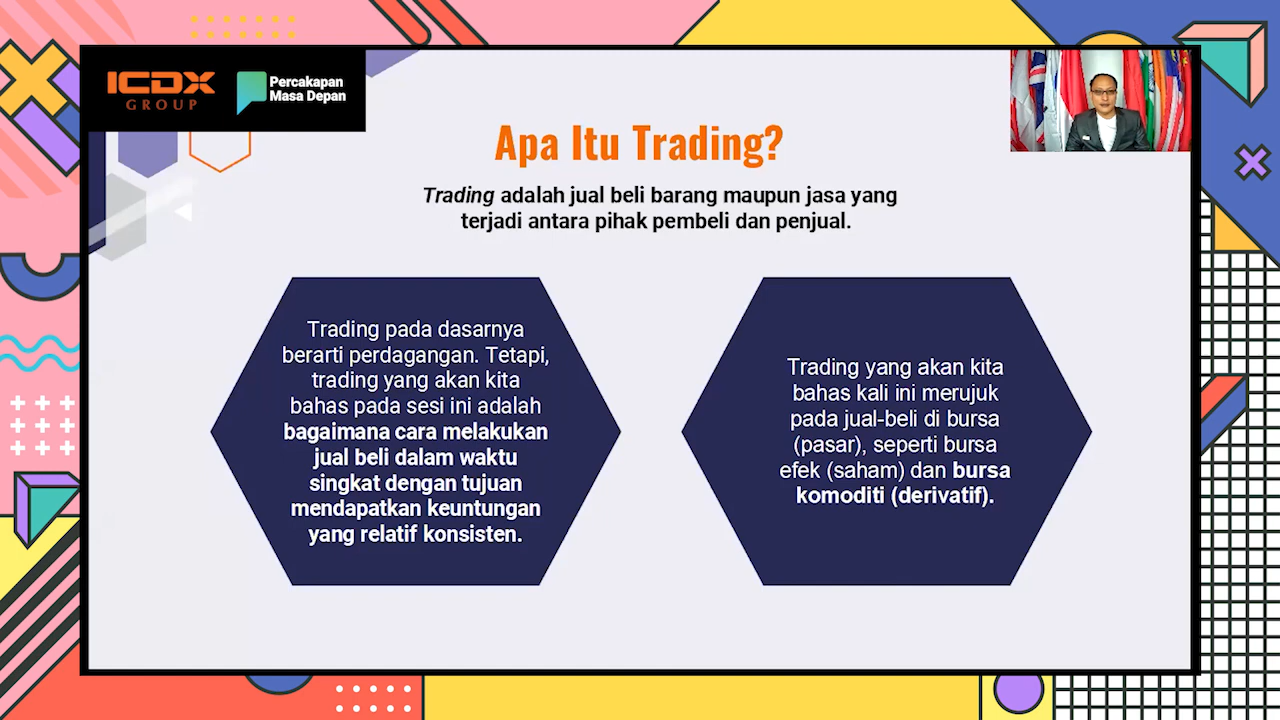 ICDX
GROUP
Percakapan
Masa Depan
Apa Itu Trading?
Trading adalah jual beli barang maupun jasa yang
terjadi antara pihak pembeli dan penjual.
Trading pada dasarnya
berarti perdagangan. Tetapi,
trading yang akan kita
bahas pada sesi ini adalah
bagaimana cara melakukan
jual beli dalam waktu
singkat dengan tujuan
mendapatkan keuntungan
yang relatif konsisten.
Trading yang akan kita
bahas kali ini merujuk
pada jual-beli di bursa
(pasar), seperti bursa
efek (saham) dan bursa
komoditi (derivatif).